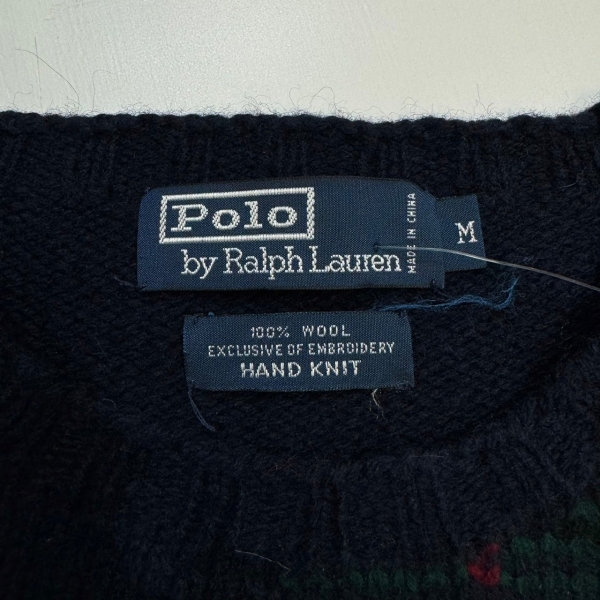 Polo
by Ralph Lauren
MADE IN CHINA
M
100% WOOL
EXCLUSIVE OF EMBROIDERY
HAND KNIT